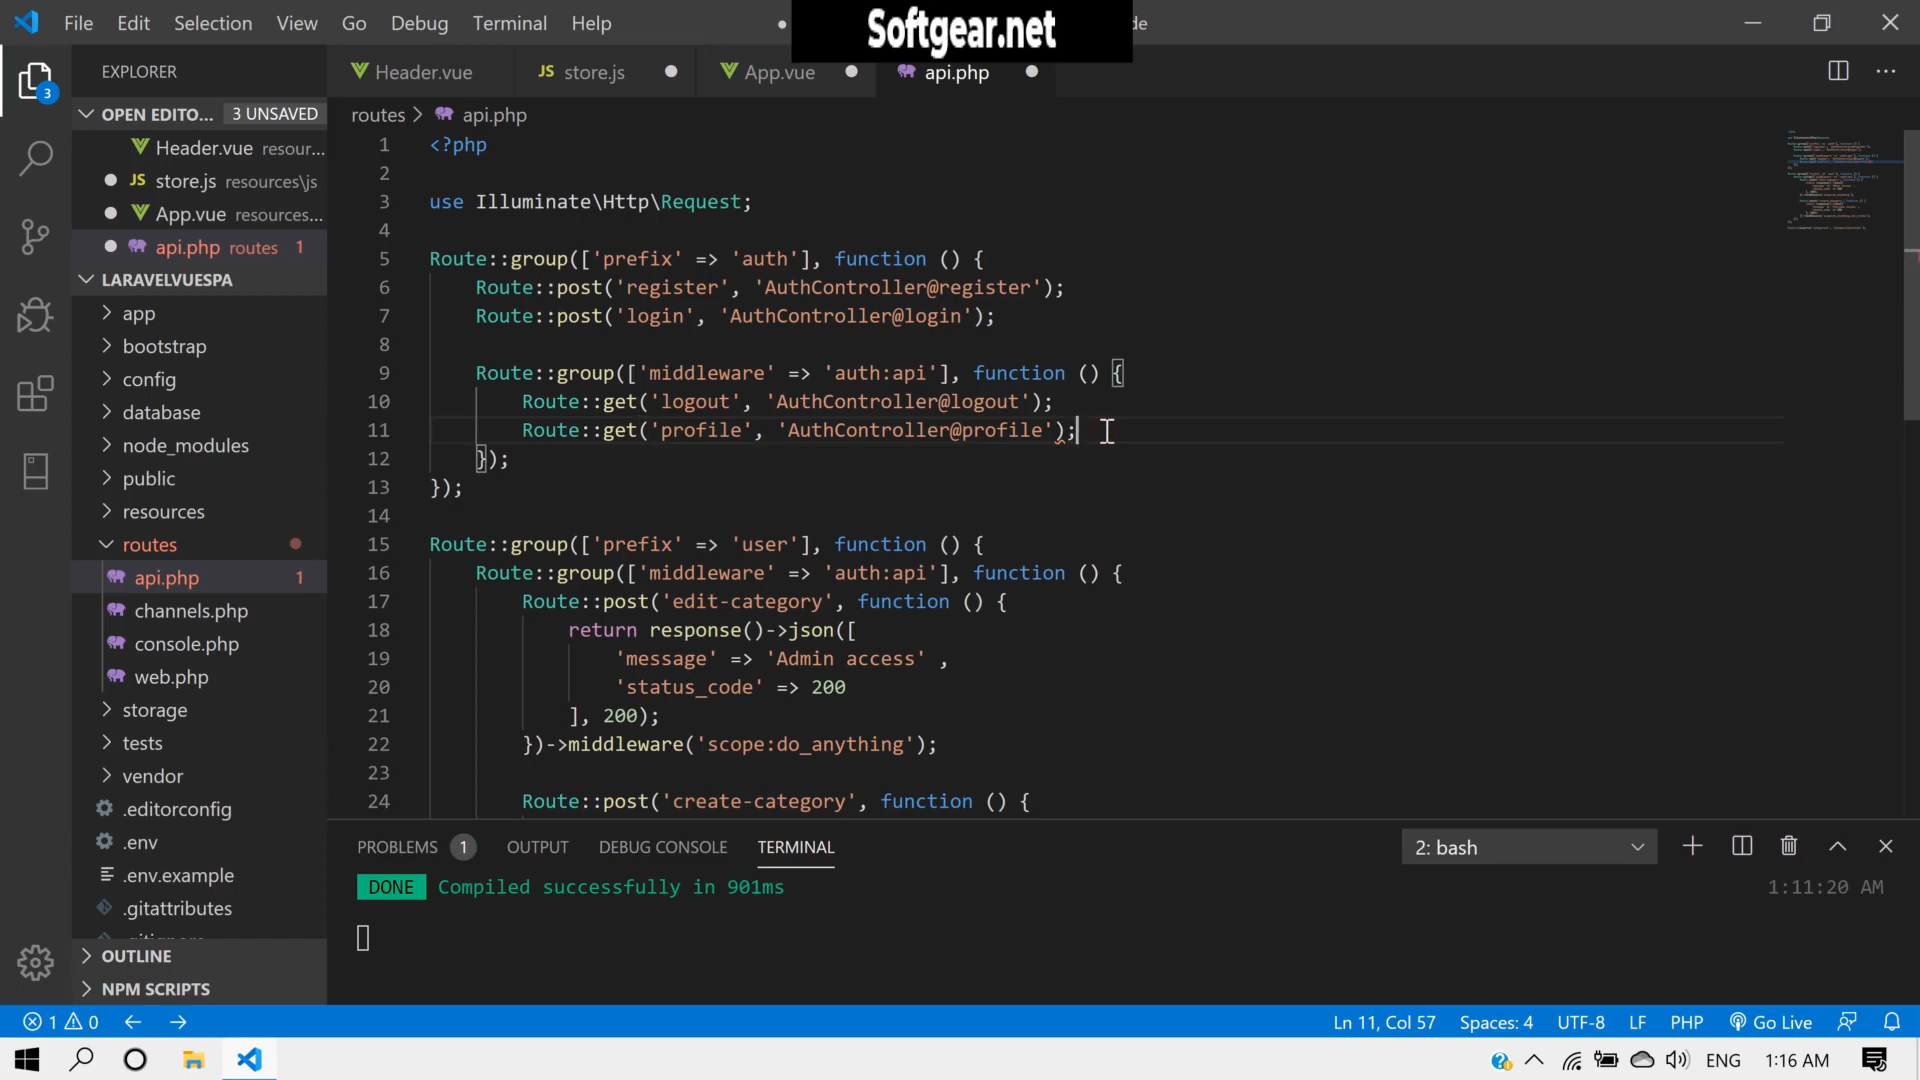 File Edit Selection View Go Debug Terminal Help
Softgear.net
de
EXPLORER
Header.vue
JS store.js
App.vue
api.php
3
OPEN EDITO... 3 UNSAVED
Header.vue resour...
JS store.js resources\js
App.vue resources...
api.php routes 1
LARAVELVUESPA
app
bootstrap
config
database
node_modules
public
resources
routes
api.php 1
channels.php
console.php
web.php
storage
tests
vendor
.editorconfig
.env
.env.example
.gitattributes
OUTLINE
NPM SCRIPTS
routes > api.php
1 <?php
2
3 use Illuminate\Http\Request;
4
5 Route::group(['prefix' => 'auth'], function () {
6 Route::post('register', 'AuthController@register');
7 Route::post('login', 'AuthController@login');
8
9 Route::group(['middleware' => 'auth:api'], function () {
10 Route::get('logout', 'AuthController@logout');
11 Route::get('profile', 'AuthController@profile');
12 });
13 });
14
15 Route::group(['prefix' => 'user'], function () {
16 Route::group(['middleware' => 'auth:api'], function () {
17 Route::post('edit-category', function () {
18 return response()->json([
19 'message' => 'Admin access' ,
20 'status_code' => 200
21 ], 200);
22 })->middleware('scope:do_anything');
23
24 Route::post('create-category', function () {
PROBLEMS 1 OUTPUT DEBUG CONSOLE TERMINAL 2: bash
DONE Compiled successfully in 901ms 1:11:20 AM
1 0 Ln 11, Col 57 Spaces: 4 UTF-8 LF PHP Go Live
ENG 1:16 AM